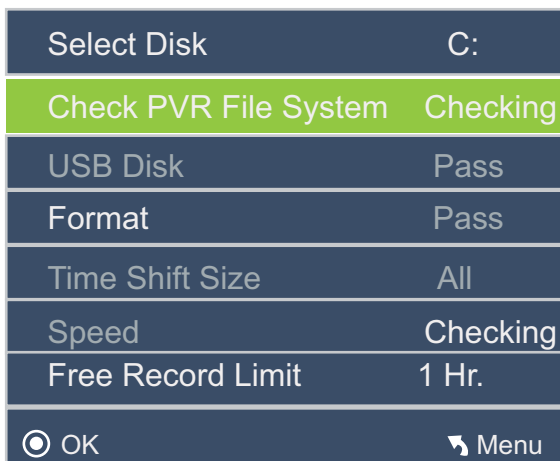 Select Disk C:
Check PVR File System Checking
USB Disk Pass
Format Pass
Time Shift Size All
Speed Checking
Free Record Limit 1 Hr.
OK Menu